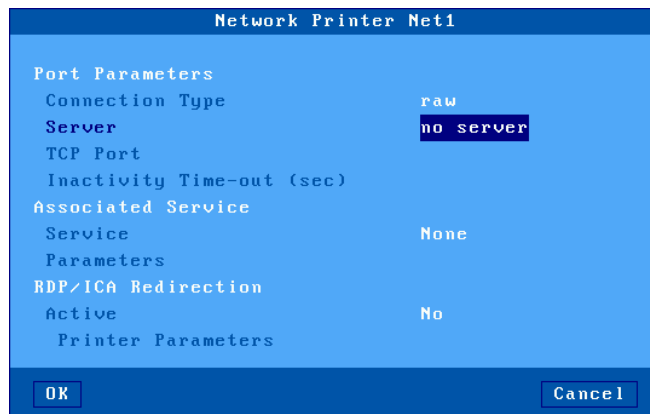 Network Printer Net1
Port Parameters
Connection Type raw
Server no server
TCP Port
Inactivity Time-out (sec)
Associated Service
Service None
Parameters
RDP/ICA Redirection
Active No
Printer Parameters
OK Cancel